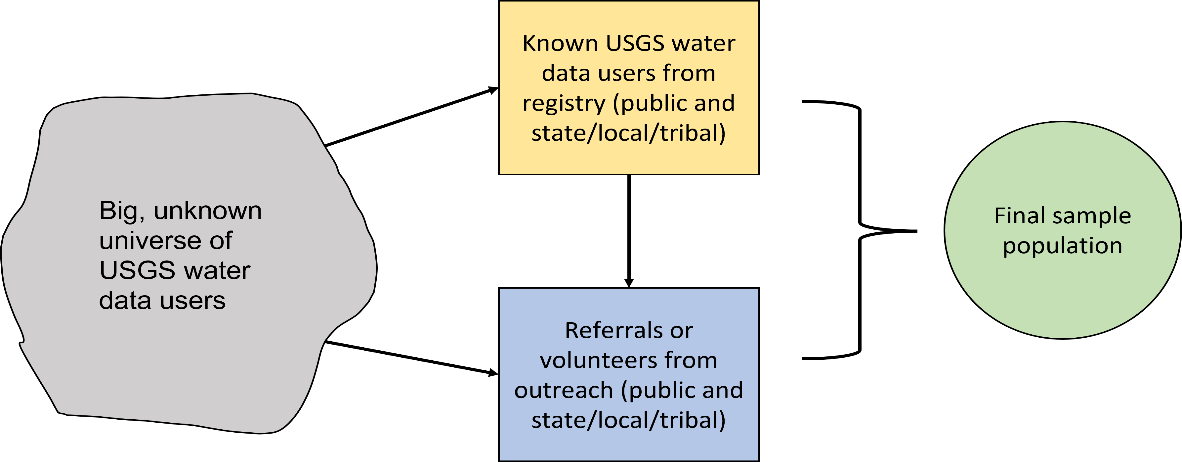 Big, unknown
universe of
USGS water
data users
Known USGS water
data users from
registry (public and
state/local/tribal)
Referrals or
volunteers from
outreach (public and
state/local/tribal)
Final sample
population